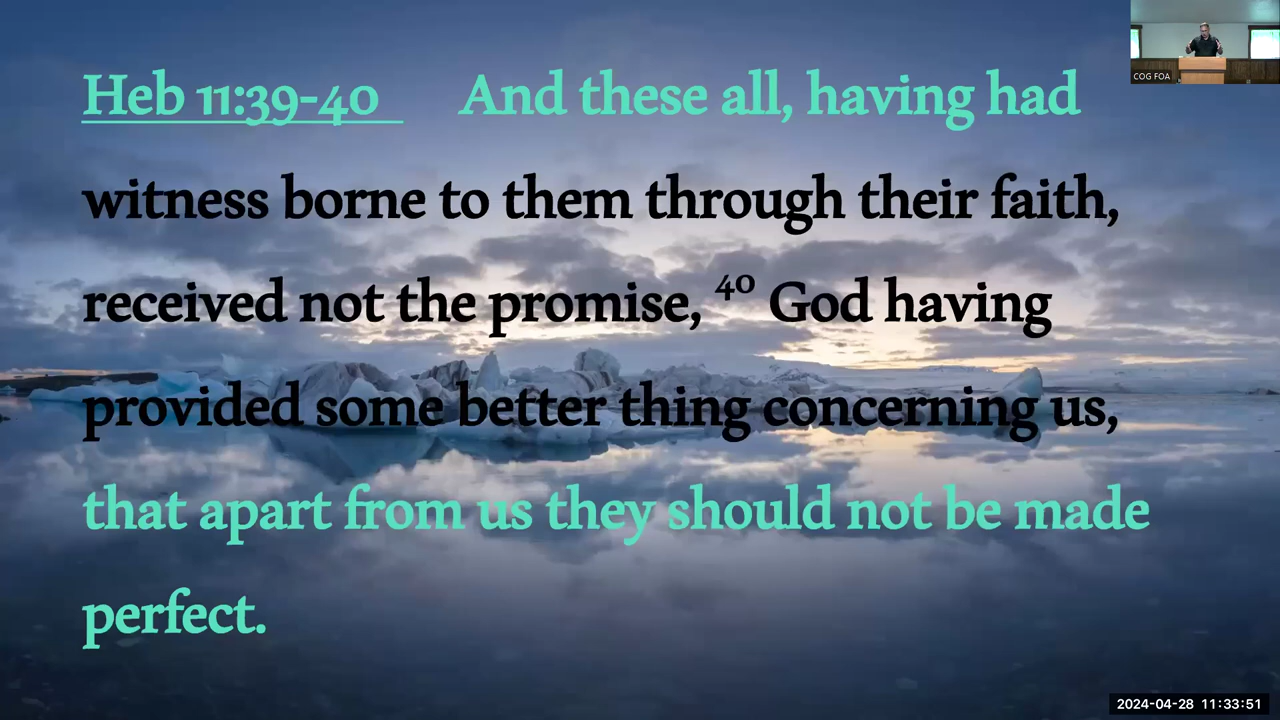 Heb 11:39-40 And these all, having had
witness borne to them through their faith,
received not the promise, 40 God having
provided some better thing concerning us,
that apart from us they should not be made
perfect.
COG FOA
2024-04-28 11:33:51